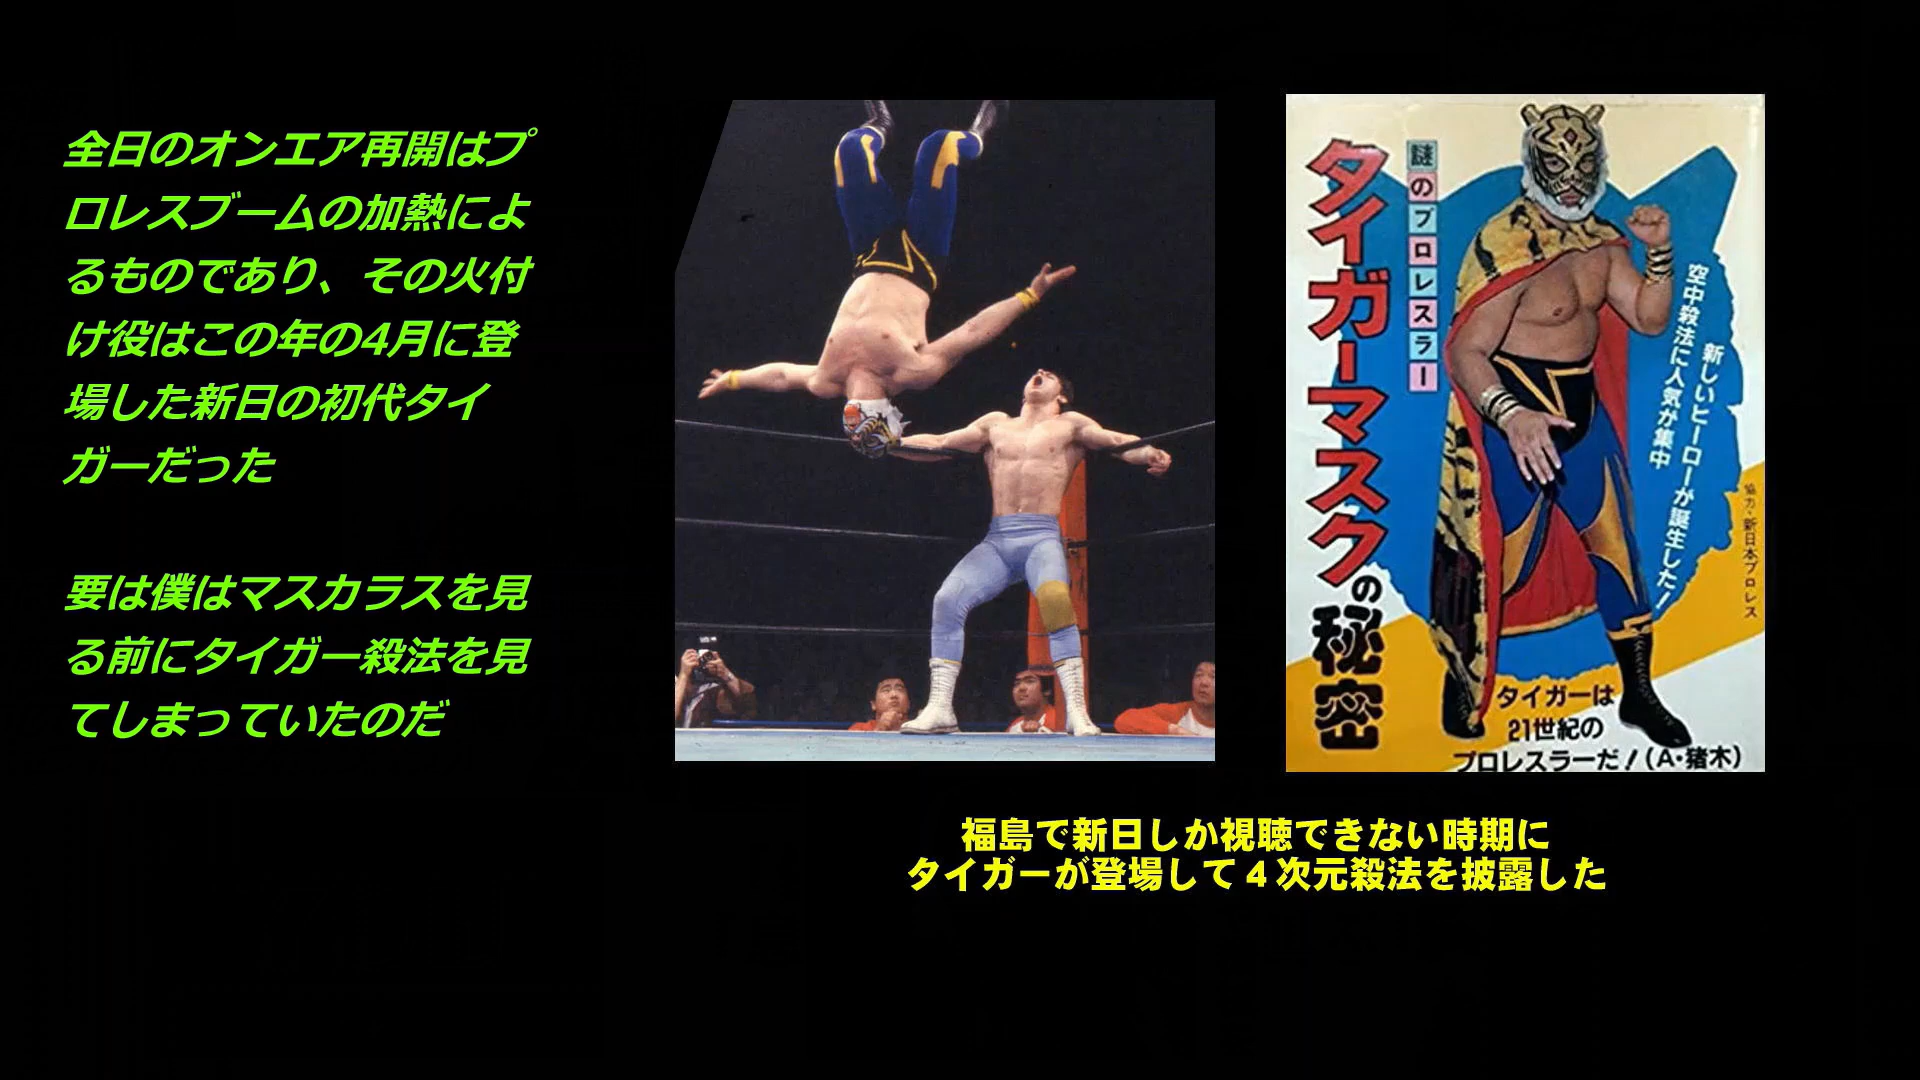 全日のオンエア再開はプ
ロレスブームの加熱によ
るものであり、その火付
け役はこの年の4月に登
場した新日の初代タイ
ガーだった
要は僕はマスカラスを見
る前にタイガー殺法を見
てしまっていたのだ
謎のプロレスラー
タイガーマスクの秘密
新しいヒーローが誕生した!
空中殺法に人気が集中
協力・新日本プロレス
タイガーは
21世紀の
プロレスラーだ!(A・猪木)
福島で新日しか視聴できない時期に
タイガーが登場して４次元殺法を披露した